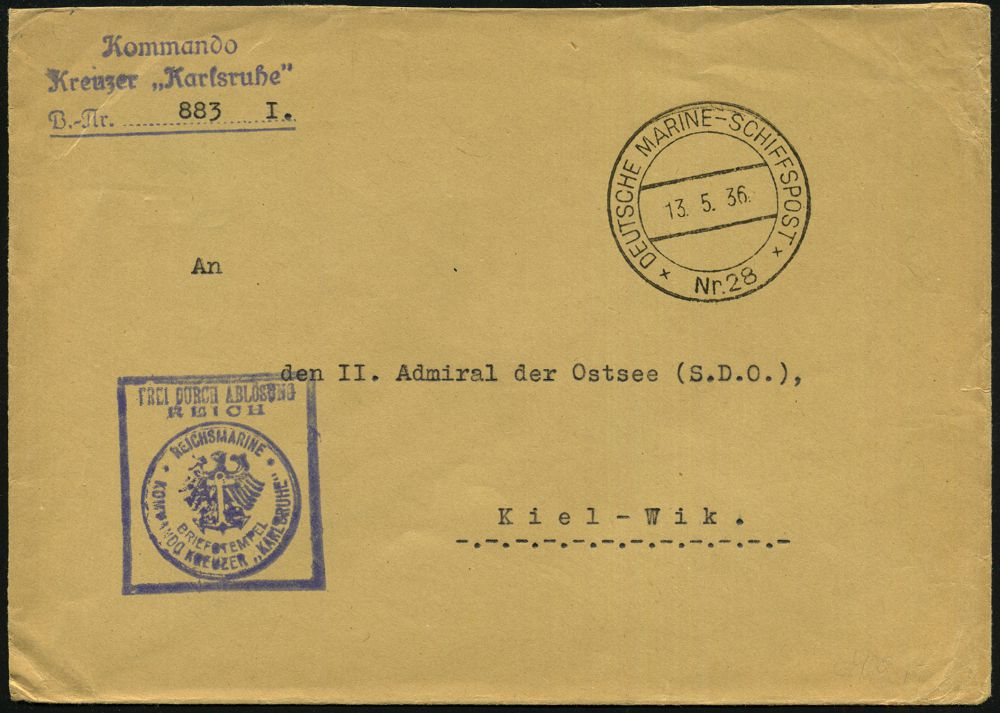 Kommando
Kreuzer „Karlsruhe"
B.-Nr. 883 I.
DEUTSCHE MARINE-SCHIFFSPOST
13. 5. 36.
* Nr. 28 *
An
den II. Admiral der Ostsee (S.D.O.),
FREI DURCH ABLÖSUNG
REICH
* REICHSMARINE *
KOMMANDO KREUZER „KARLSRUHE"
BRIEFSTEMPEL
Kiel-Wik.